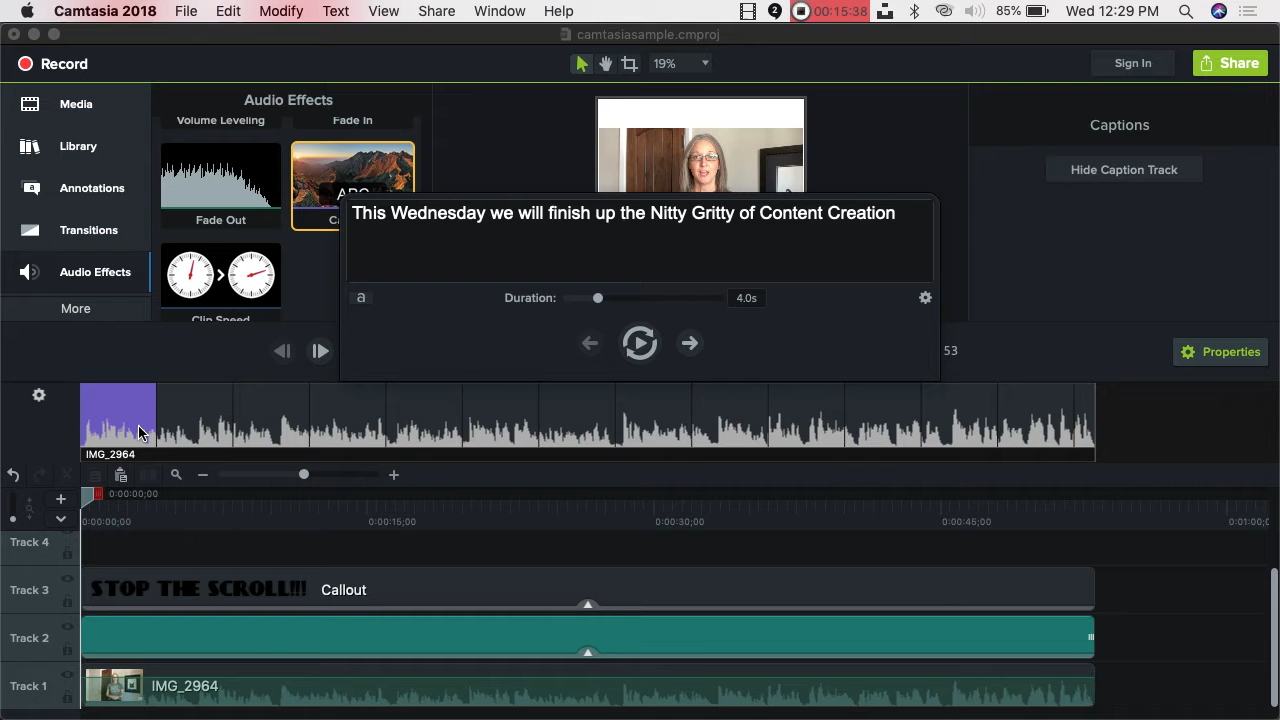 Camtasia 2018 File Edit Modify Text View Share Window Help 2 00:15:38 85% Wed 12:29 PM
camtasiasample.cmproj
Record 19% Sign In Share
Media
Library
Annotations
Transitions
Audio Effects
More
Audio Effects
Volume Leveling Fade In
ABC
Fade Out Ca
Clip Speed
Captions
Hide Caption Track
This Wednesday we will finish up the Nitty Gritty of Content Creation
a Duration: 4.0s
53 Properties
IMG_2964
0:00:00;00
0:00:00;00 0:00:15;00 0:00:30;00 0:00:45;00 0:01:00;
Track 4
Track 3 STOP THE SCROLL!!! Callout
Track 2
Track 1 IMG_2964